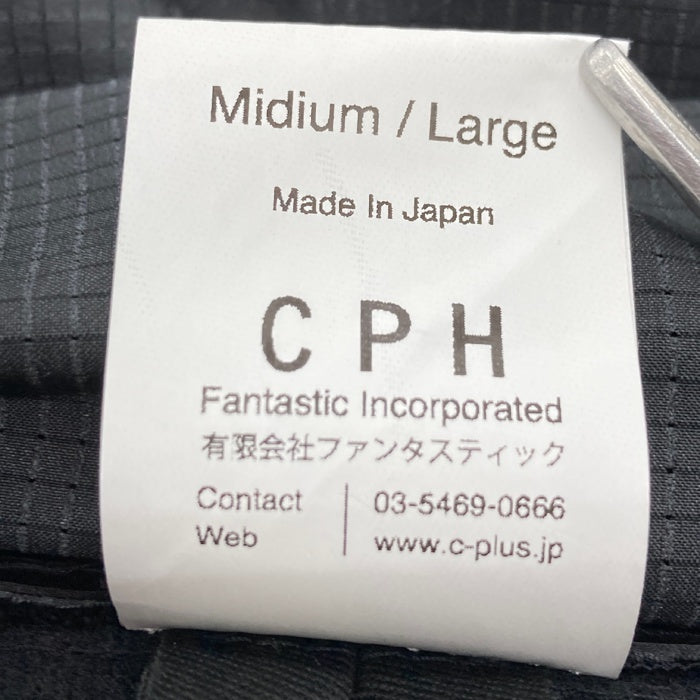 Midium / Large
Made In Japan
C P H
Fantastic Incorporated
有限会社ファンタスティック
Contact | 03-5469-0666
Web | www.c-plus.jp